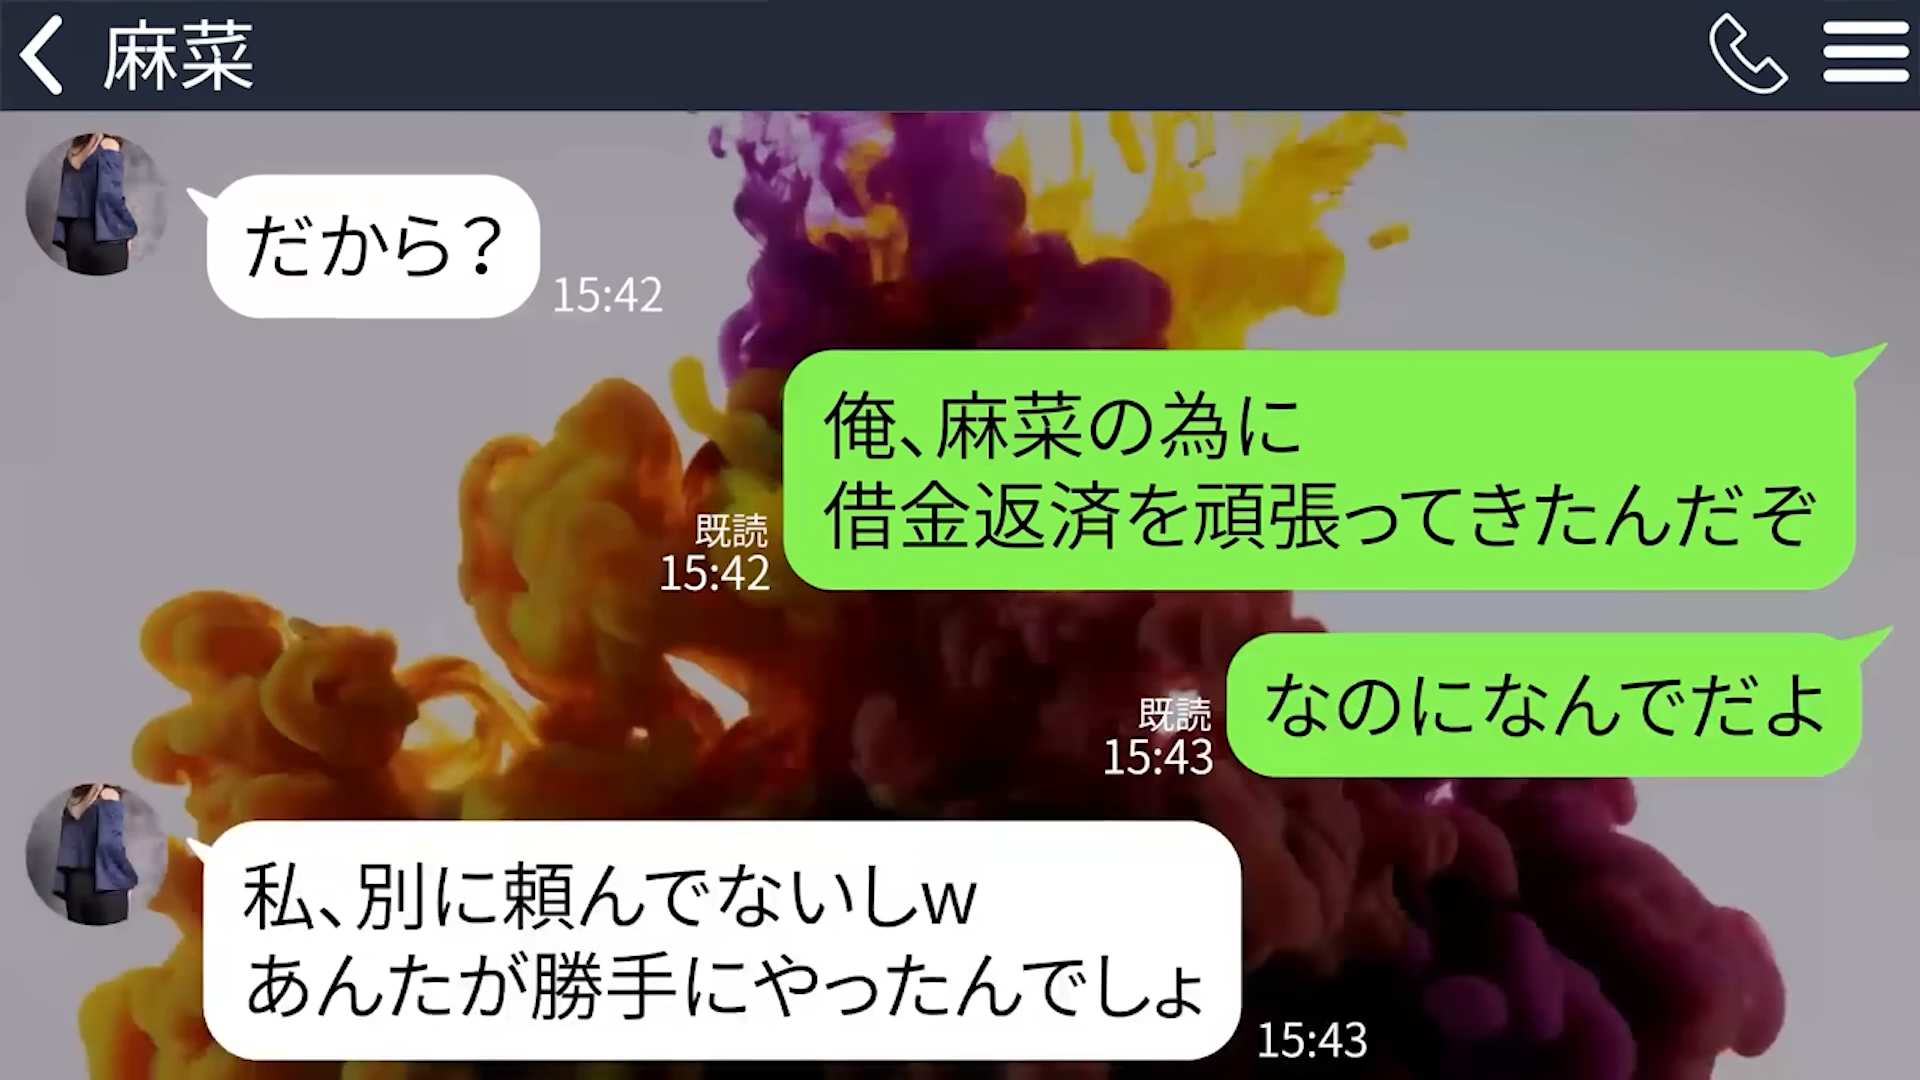 麻菜
だから？
15:42
俺、麻菜の為に
借金返済を頑張ってきたんだぞ
既読
15:42
なのになんでだよ
既読
15:43
私、別に頼んでないしw
あんたが勝手にやったんでしょ
15:43